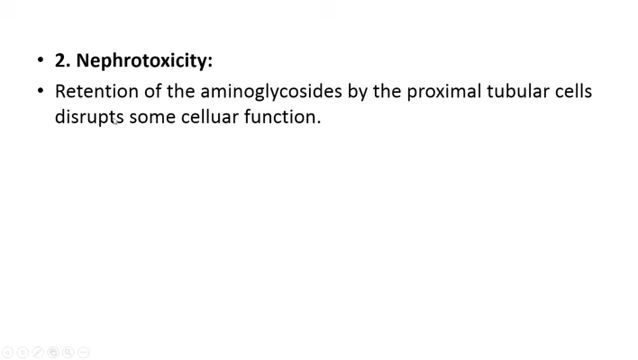 • 2. Nephrotoxicity:
• Retention of the aminoglycosides by the proximal tubular cells
disrupts some celluar function.